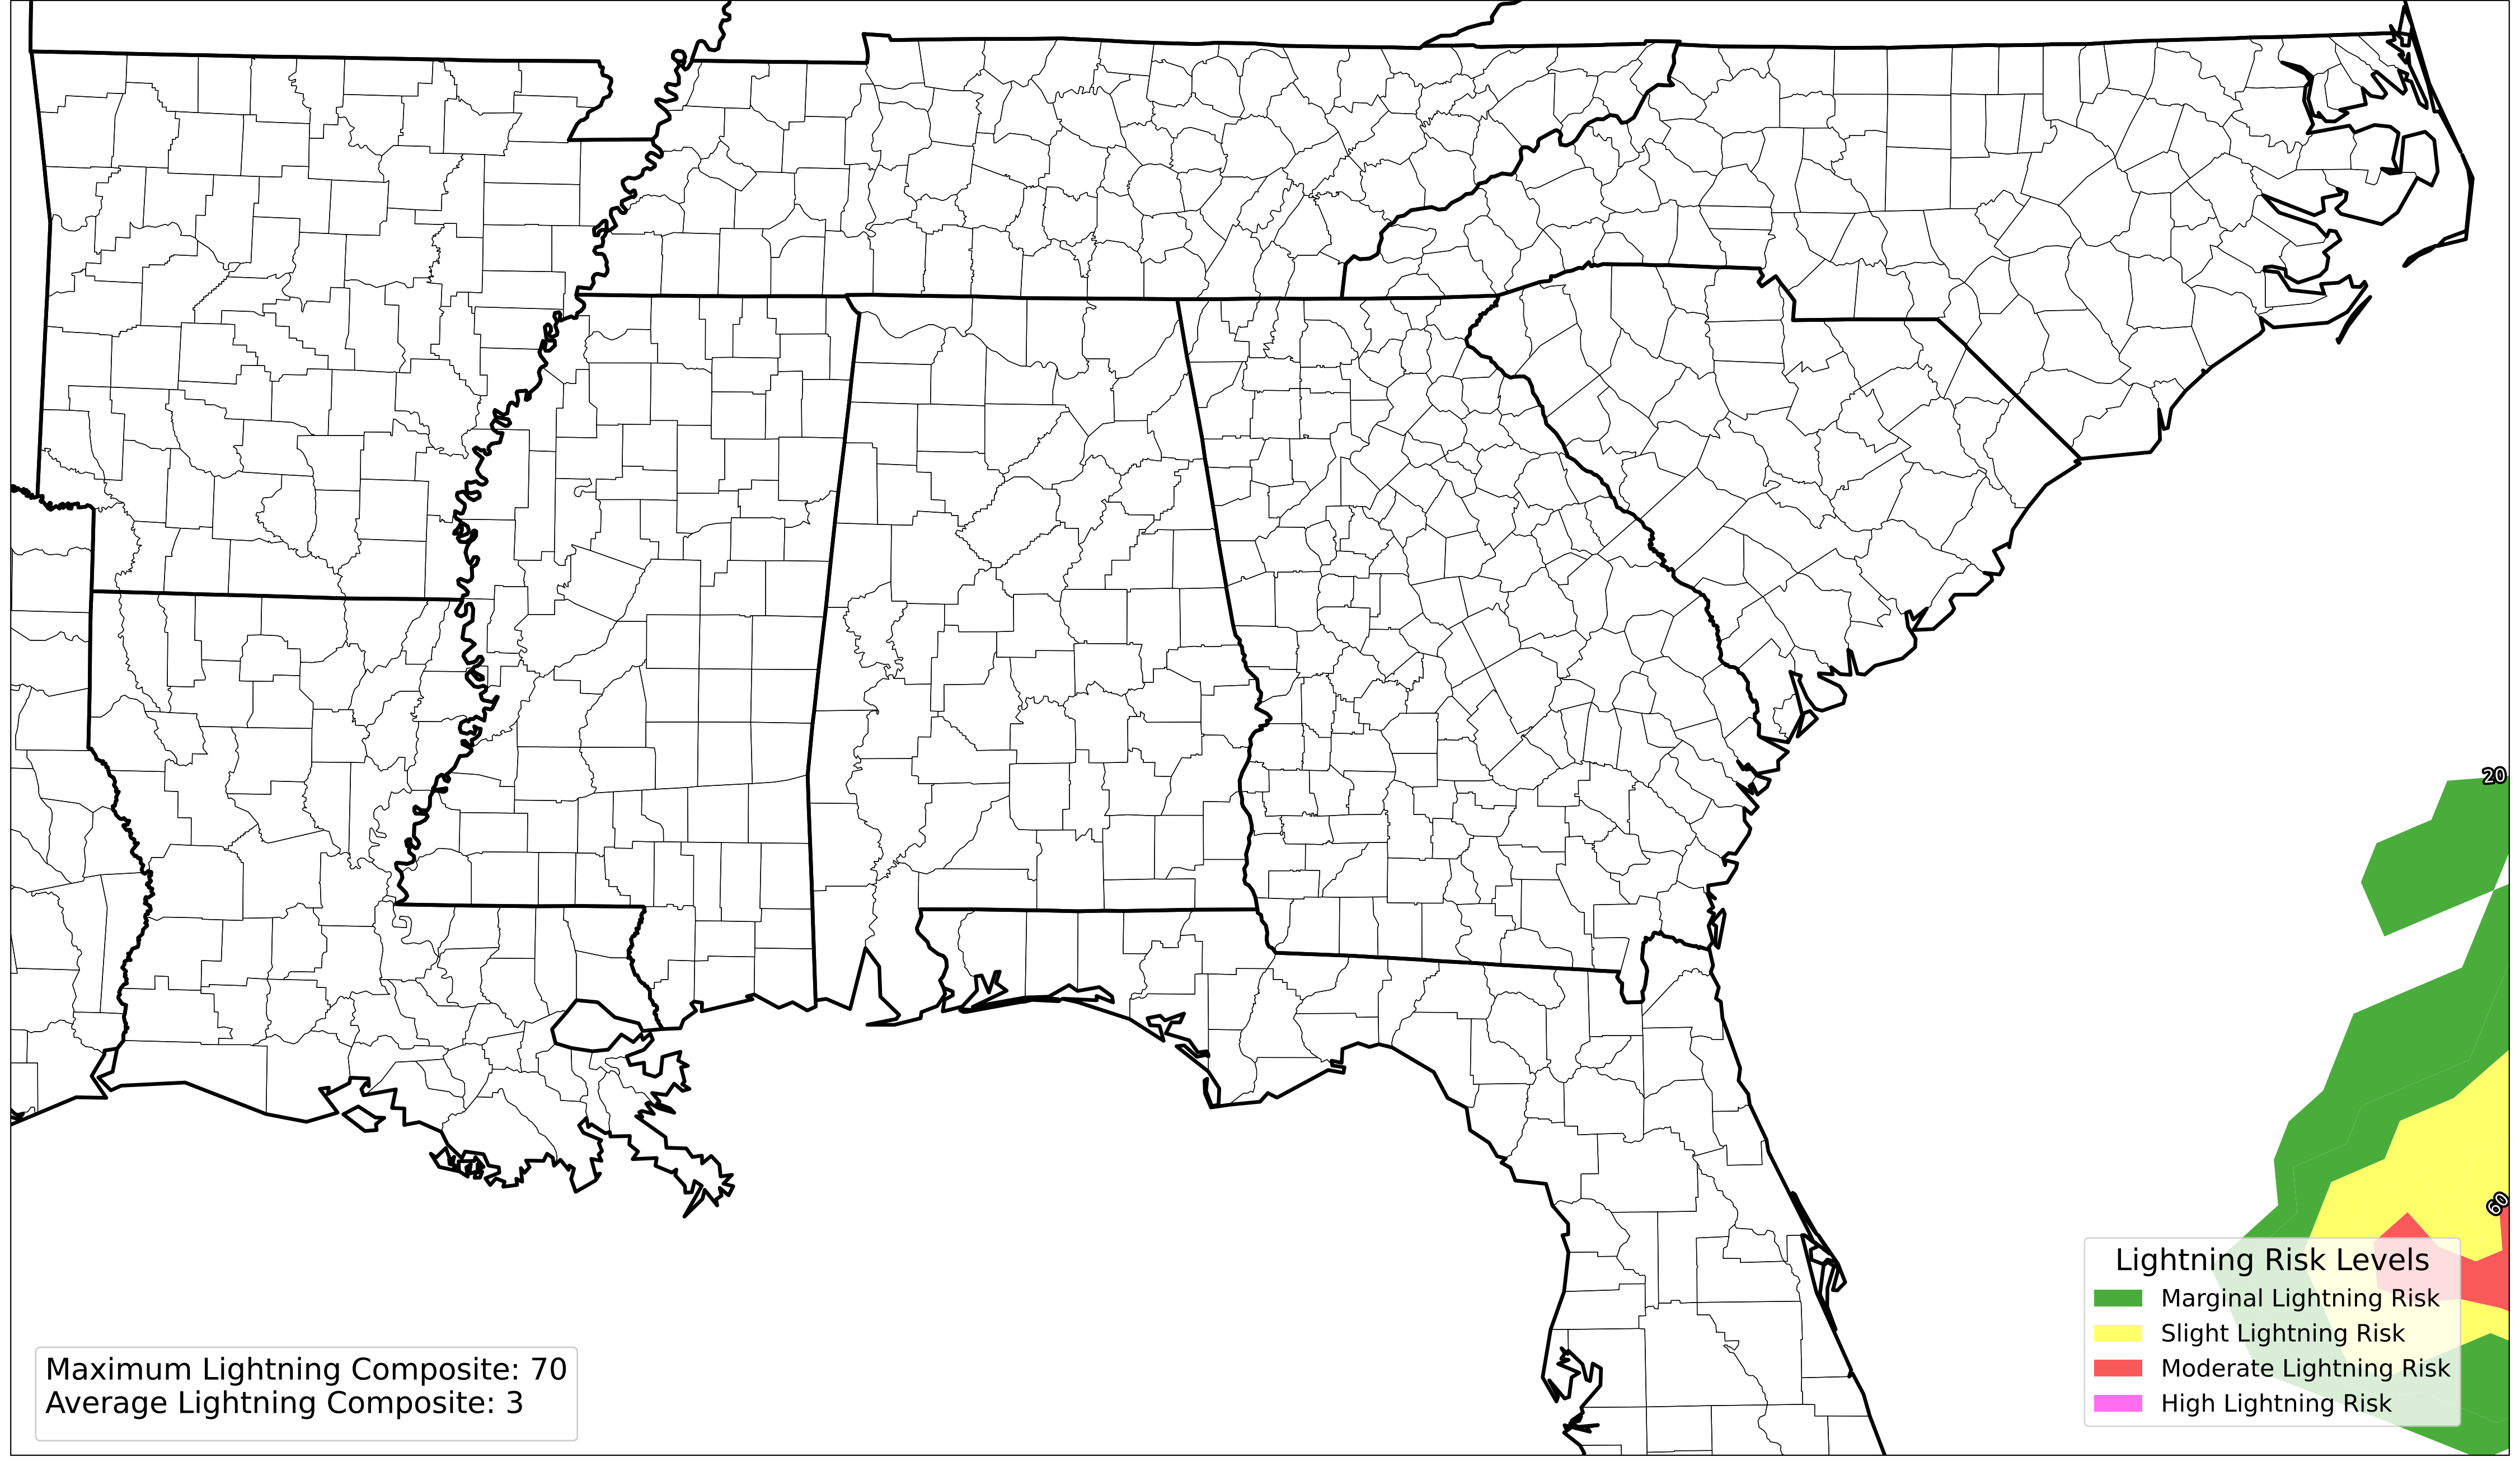 20
60
Lightning Risk Levels
Marginal Lightning Risk
Slight Lightning Risk
Moderate Lightning Risk
High Lightning Risk
Maximum Lightning Composite: 70
Average Lightning Composite: 3